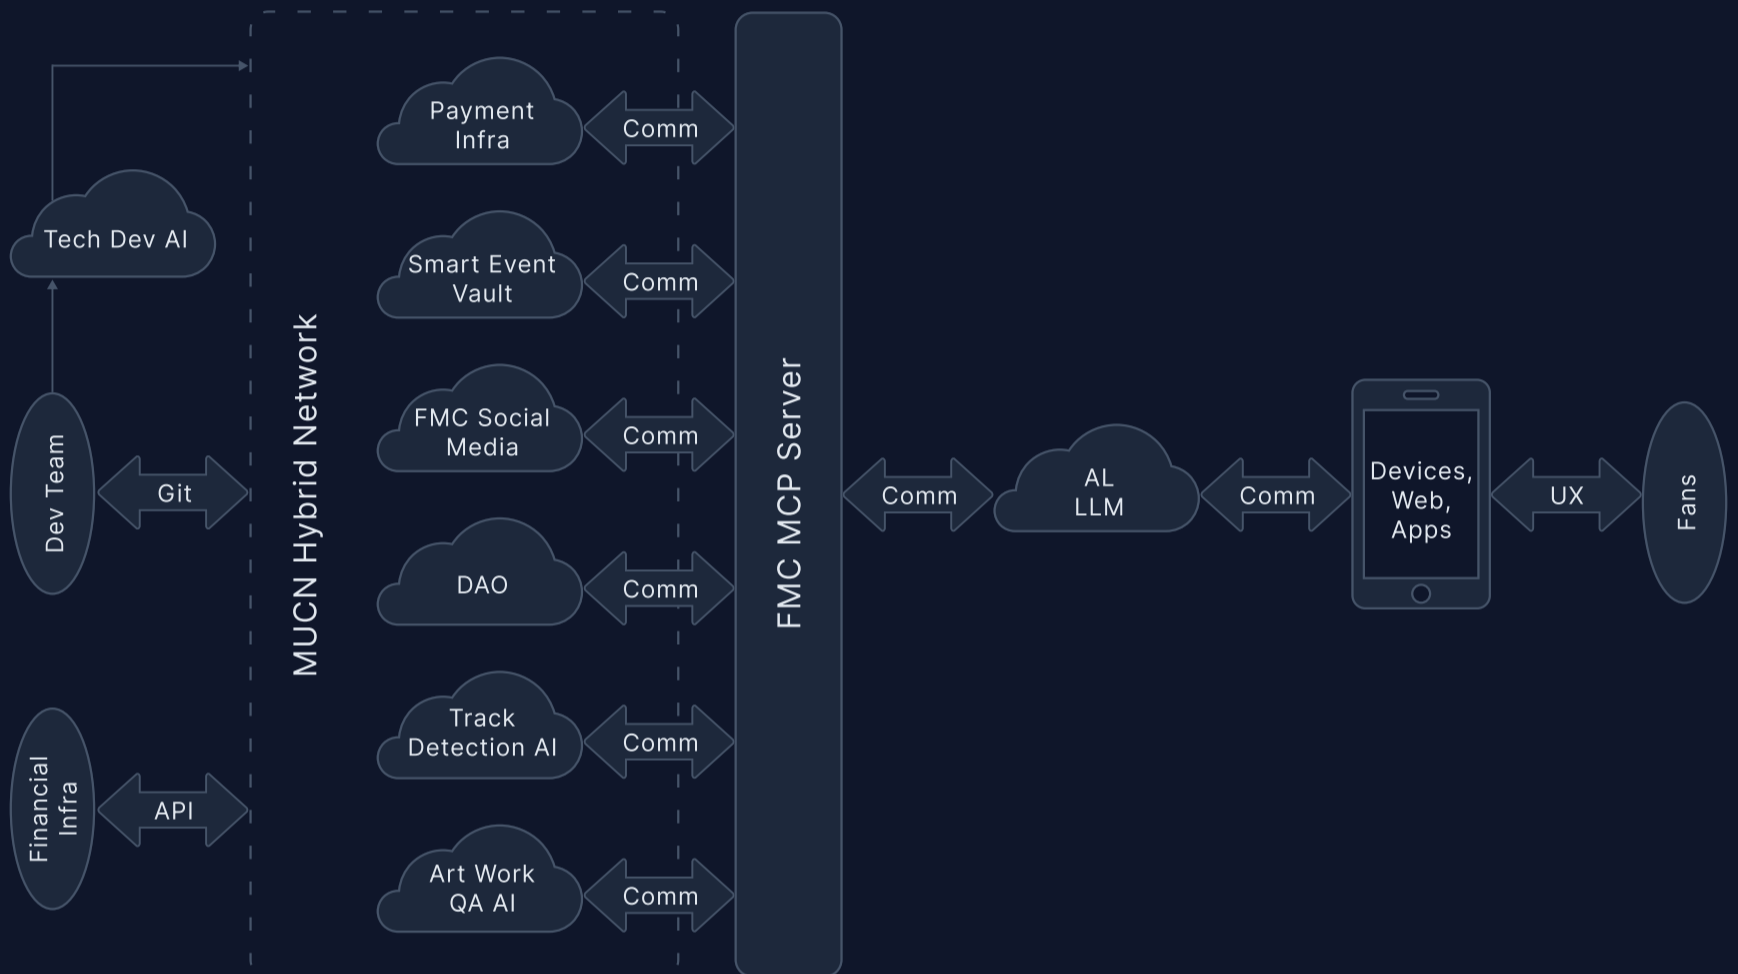 Tech Dev AI
Dev Team
Git
Financial
Infra
API
MUCN Hybrid Network
Payment
Infra
Comm
Smart Event
Vault
Comm
FMC Social
Media
Comm
DAO
Comm
Track
Detection AI
Comm
Art Work
QA AI
Comm
FMC MCP Server
Comm
AL
LLM
Comm
Devices,
Web,
Apps
UX
Fans